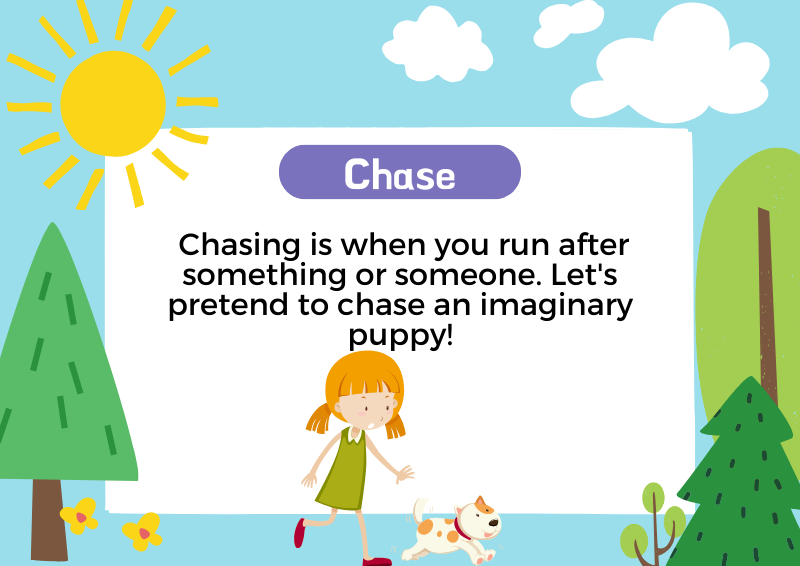 Chase
Chasing is when you run after
something or someone. Let's
pretend to chase an imaginary
puppy!